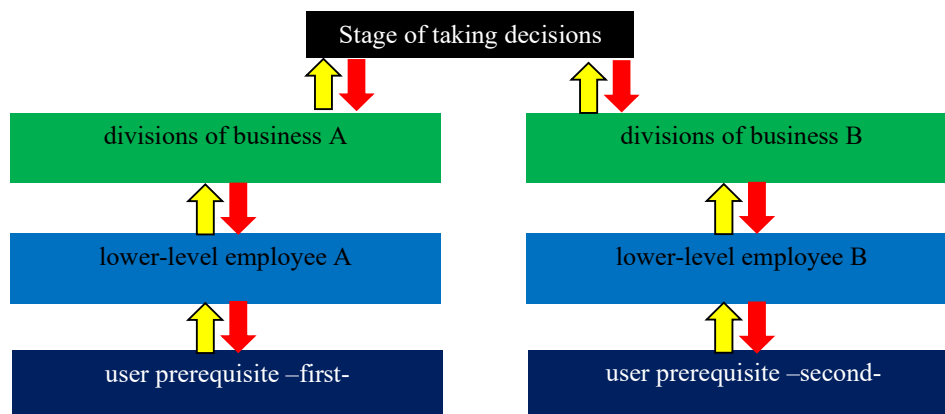 Stage of taking decisions
divisions of business A
divisions of business B
lower-level employee A
lower-level employee B
user prerequisite –first-
user prerequisite –second-